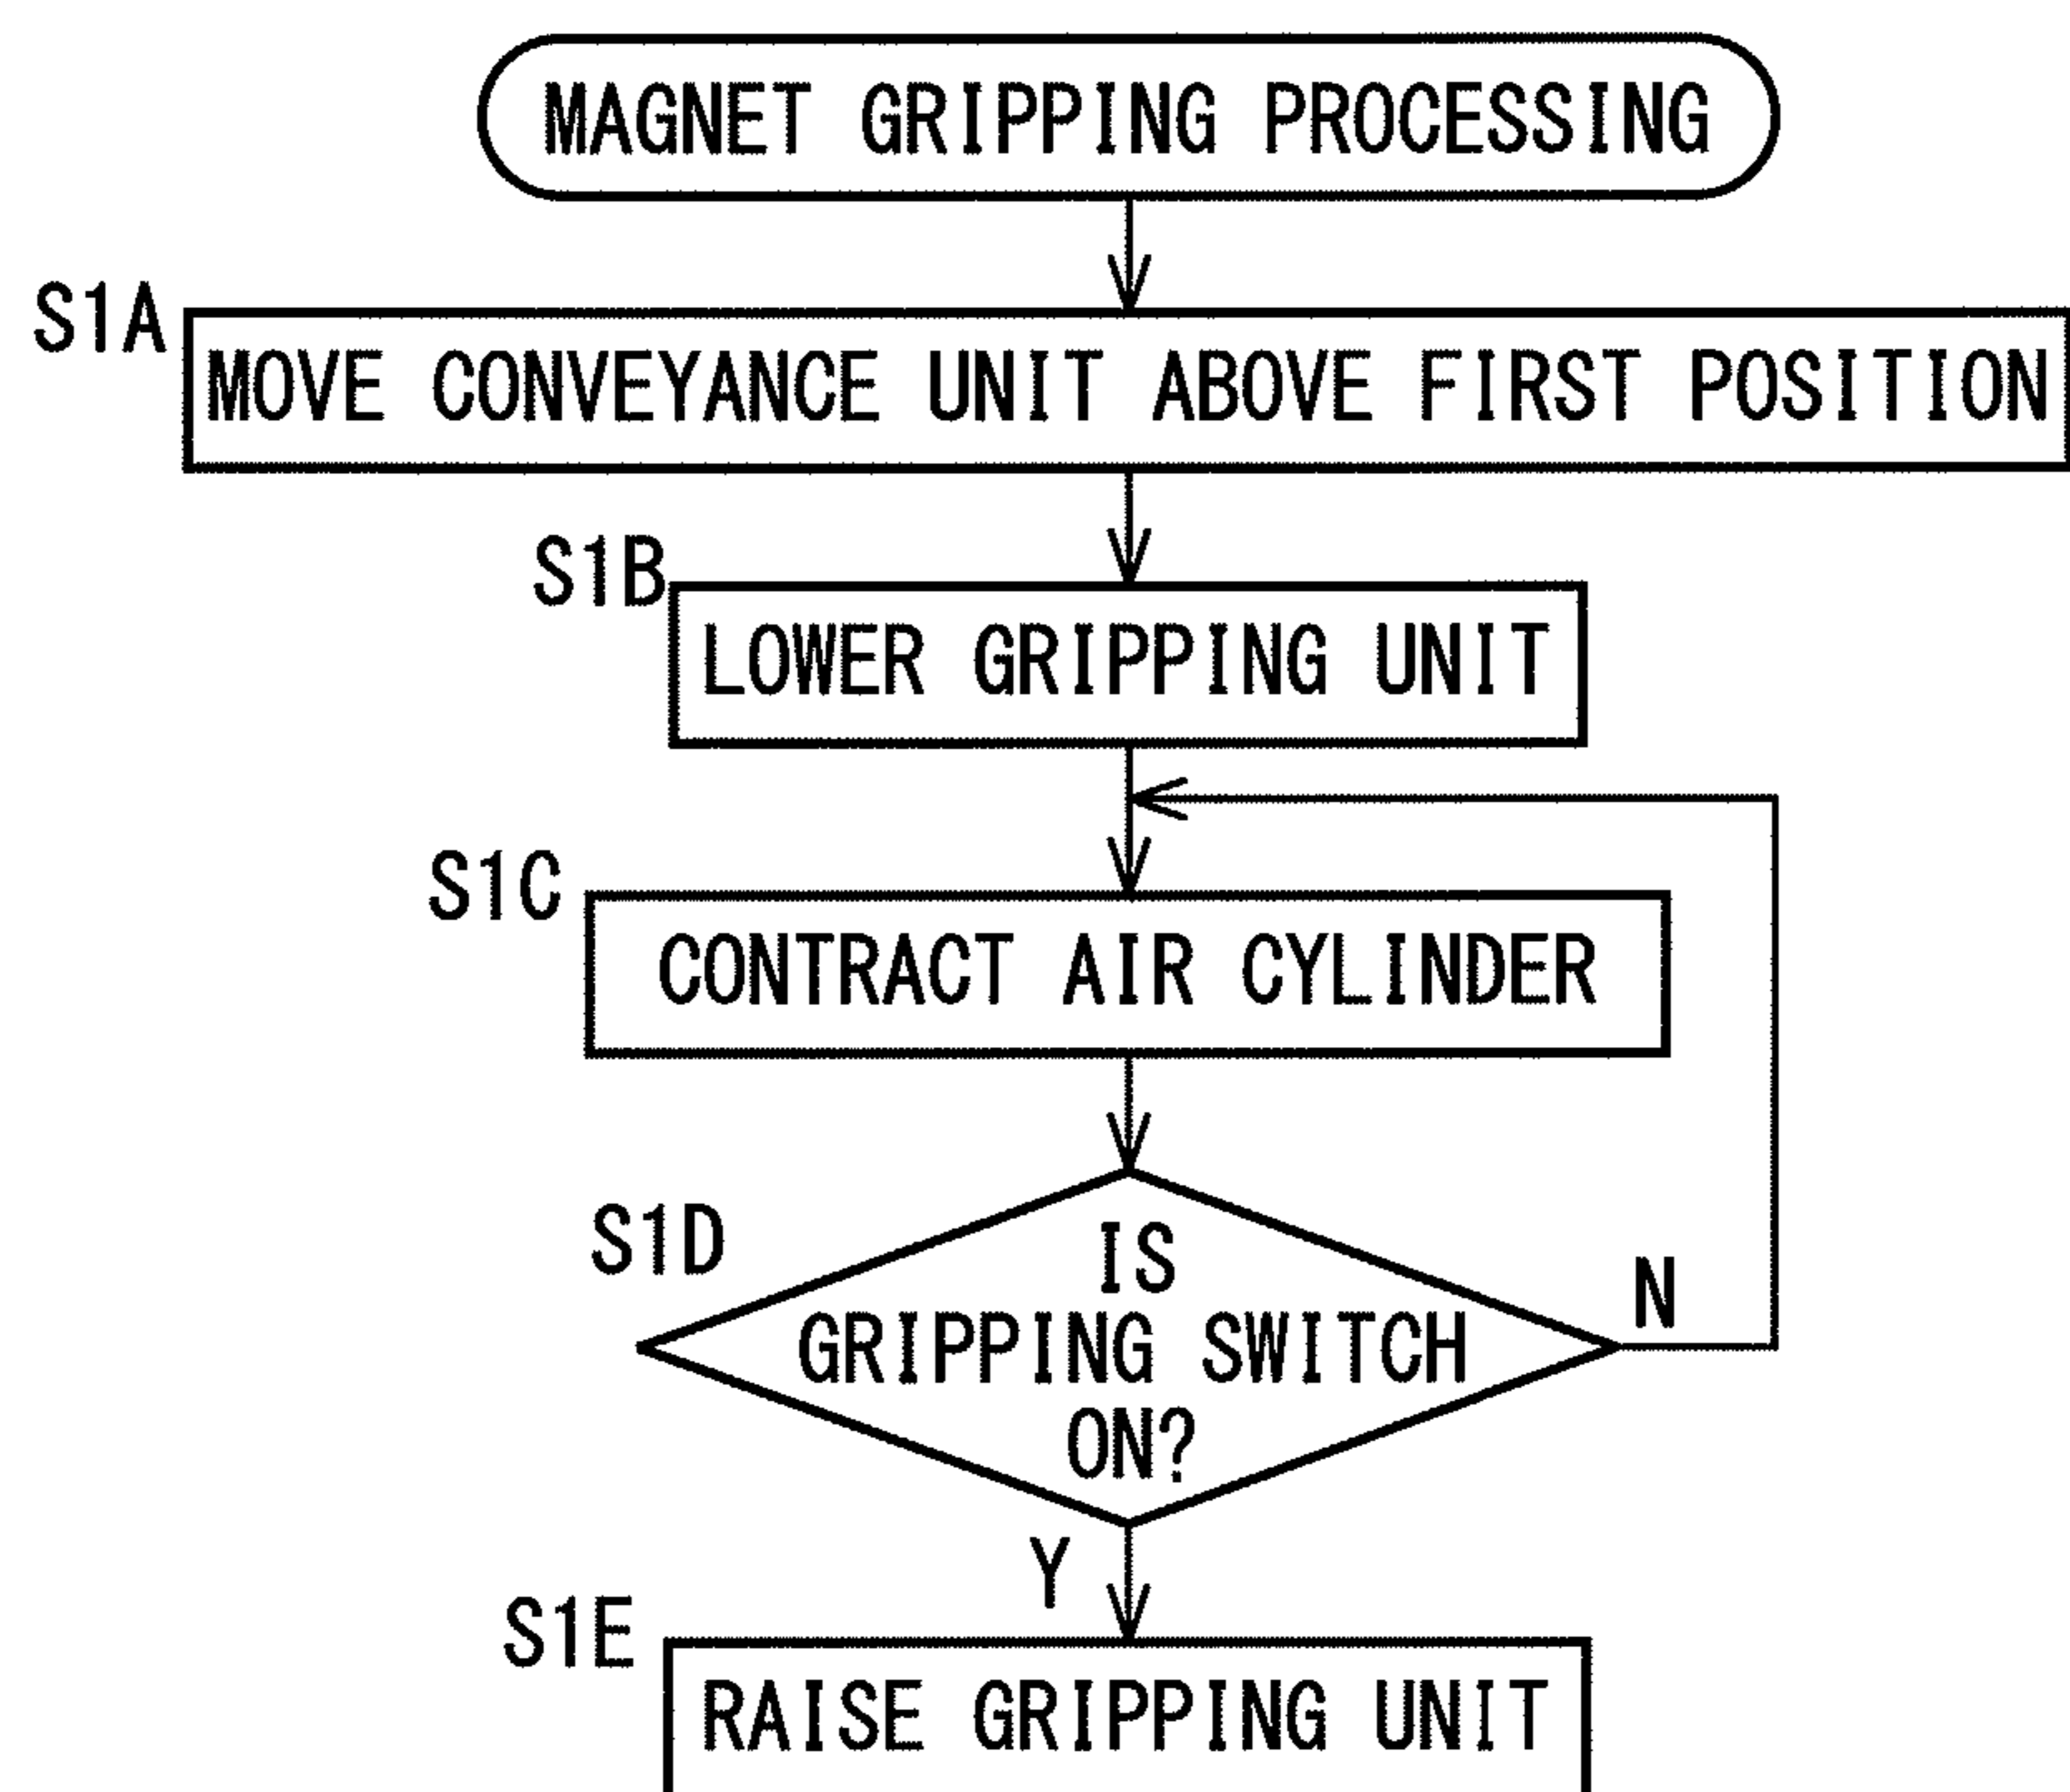 MAGNET GRIPPING PROCESSING
S1A
MOVE CONVEYANCE UNIT ABOVE FIRST POSITION
S1B
LOWER GRIPPING UNIT
S1C
CONTRACT AIR CYLINDER
S1D
IS
GRIPPING SWITCH
ON?
N
Y
S1E
RAISE GRIPPING UNIT